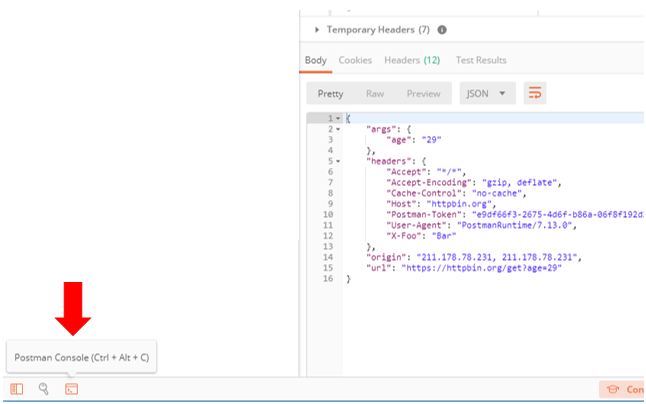 Temporary Headers (7)
Body Cookies Headers (12) Test Results
Pretty Raw Preview JSON
1 {
2 "args": {
3 "age": "29"
4 },
5 "headers": {
6 "Accept": "*/*",
7 "Accept-Encoding": "gzip, deflate",
8 "Cache-Control": "no-cache",
9 "Host": "httpbin.org",
10 "Postman-Token": "e9df66f3-2675-4d6f-b86a-06f8f192d
11 "User-Agent": "PostmanRuntime/7.13.0",
12 "X-Foo": "Bar"
13 },
14 "origin": "211.178.78.231, 211.178.78.231",
15 "url": "https://httpbin.org/get?age=29"
16 }
Postman Console (Ctrl + Alt + C)
Con